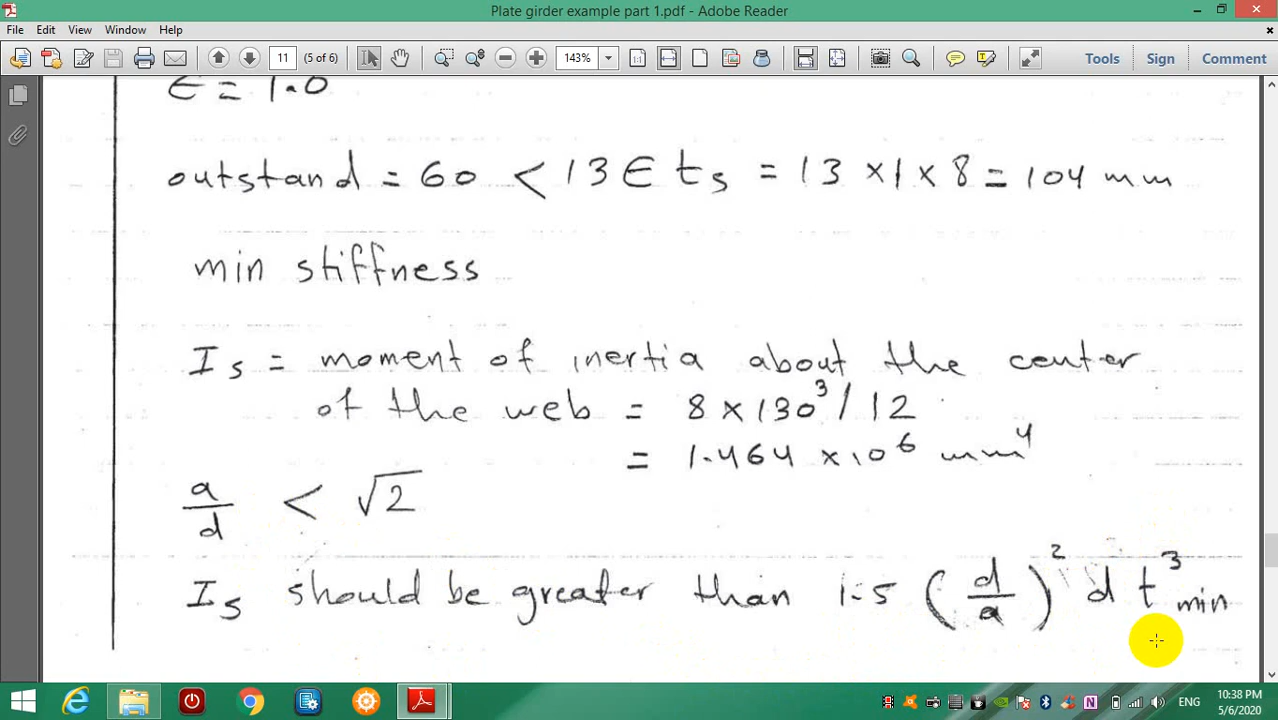 Plate girder example part 1.pdf - Adobe Reader
File Edit View Window Help
11 (5 of 6) 143% Tools Sign Comment
ϵ = 1.0
outstand = 60 < 13 ϵ ts = 13 × 1 × 8 = 104 mm
min stiffness
Is = moment of inertia about the center
of the web = 8 × 130³ / 12
= 1.464 × 10⁶ mm⁴
a/d < √2
Is should be greater than 1.5 (d/a)² d t³ min
ENG
10:38 PM
5/6/2020